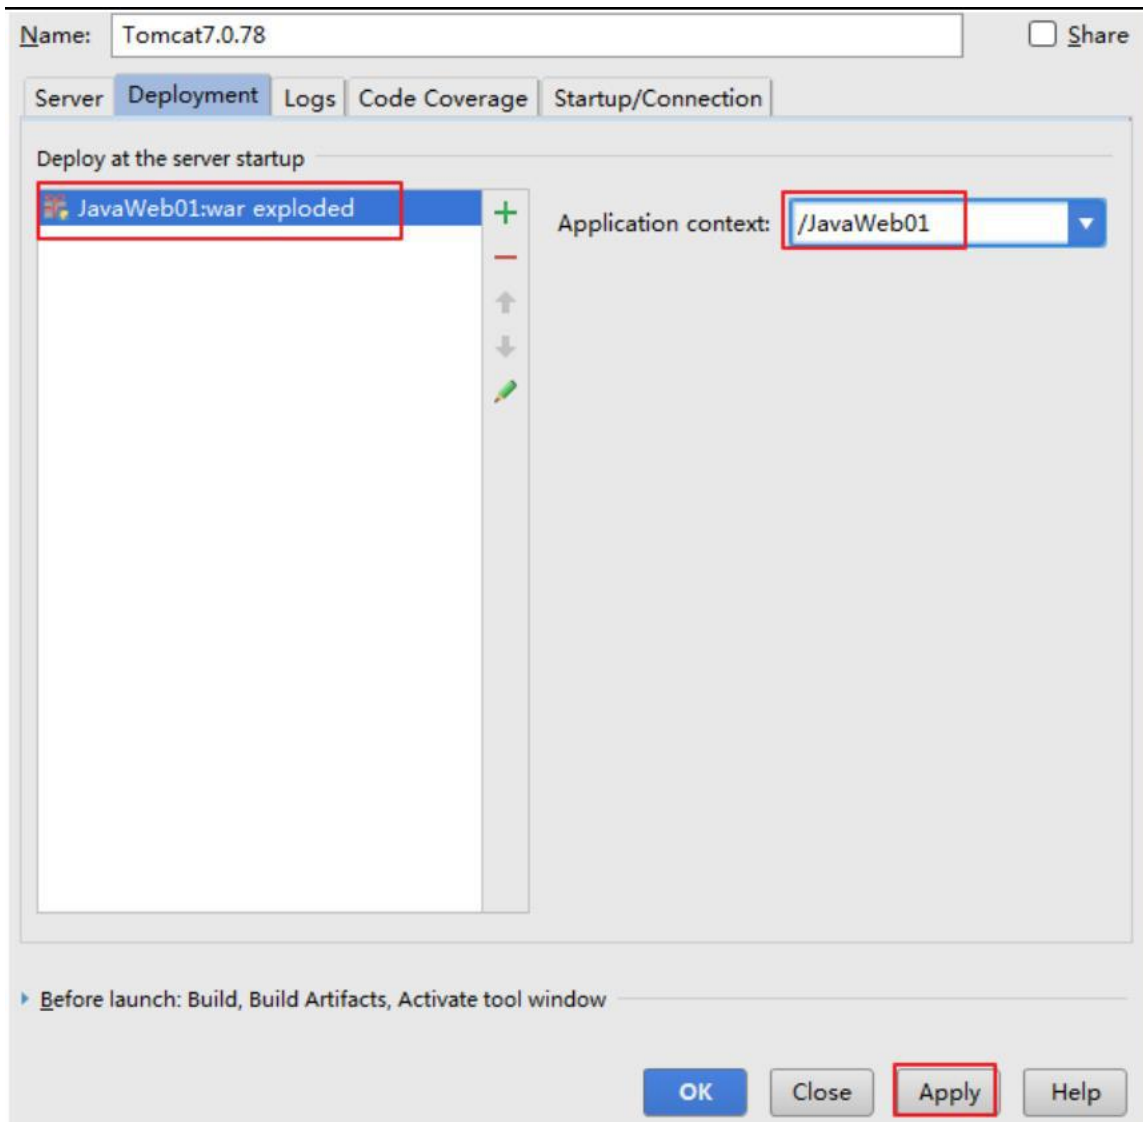 Name: Tomcat7.0.78 Share
Server Deployment Logs Code Coverage Startup/Connection
Deploy at the server startup
JavaWeb01:war exploded
Application context: /JavaWeb01
Before launch: Build, Build Artifacts, Activate tool window
OK Close Apply Help